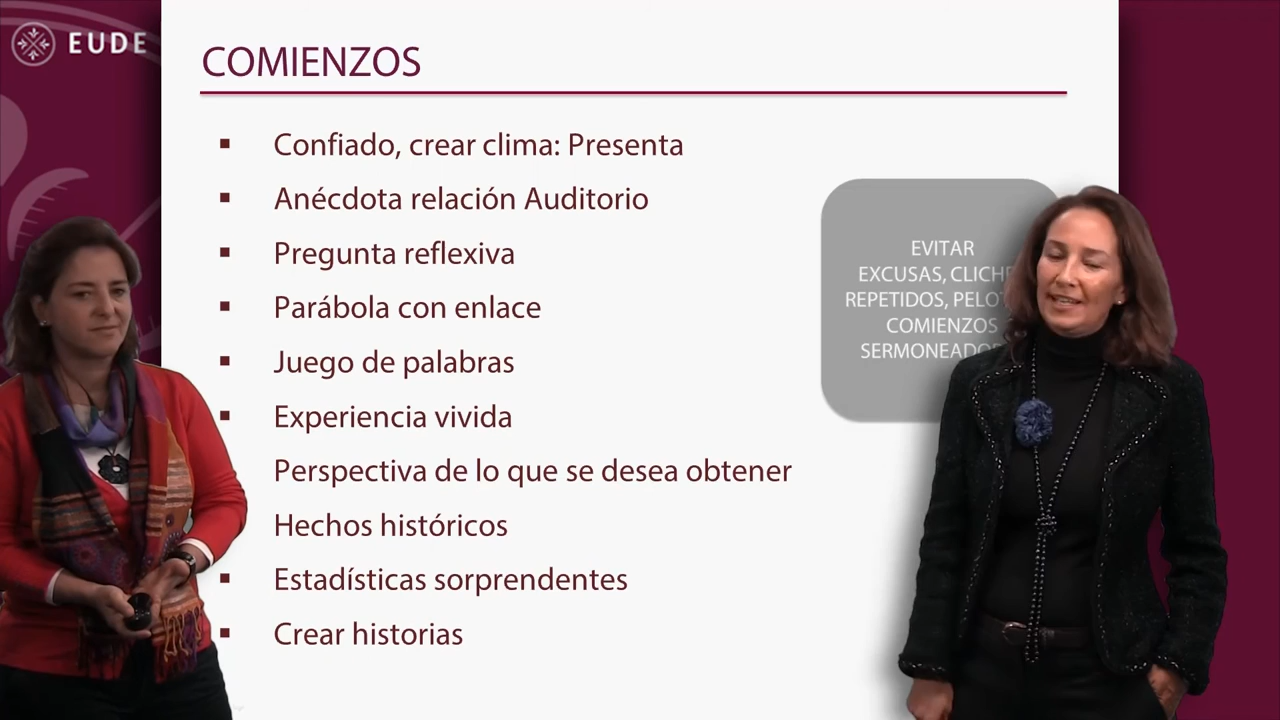 EUDE
COMIENZOS
Confiado, crear clima: Presenta
Anécdota relación Auditorio
Pregunta reflexiva
Parábola con enlace
Juego de palabras
Experiencia vivida
Perspectiva de lo que se desea obtener
Hechos históricos
Estadísticas sorprendentes
Crear historias
EVITAR
EXCUSAS,
REPETIDOS,
COMIENZOS